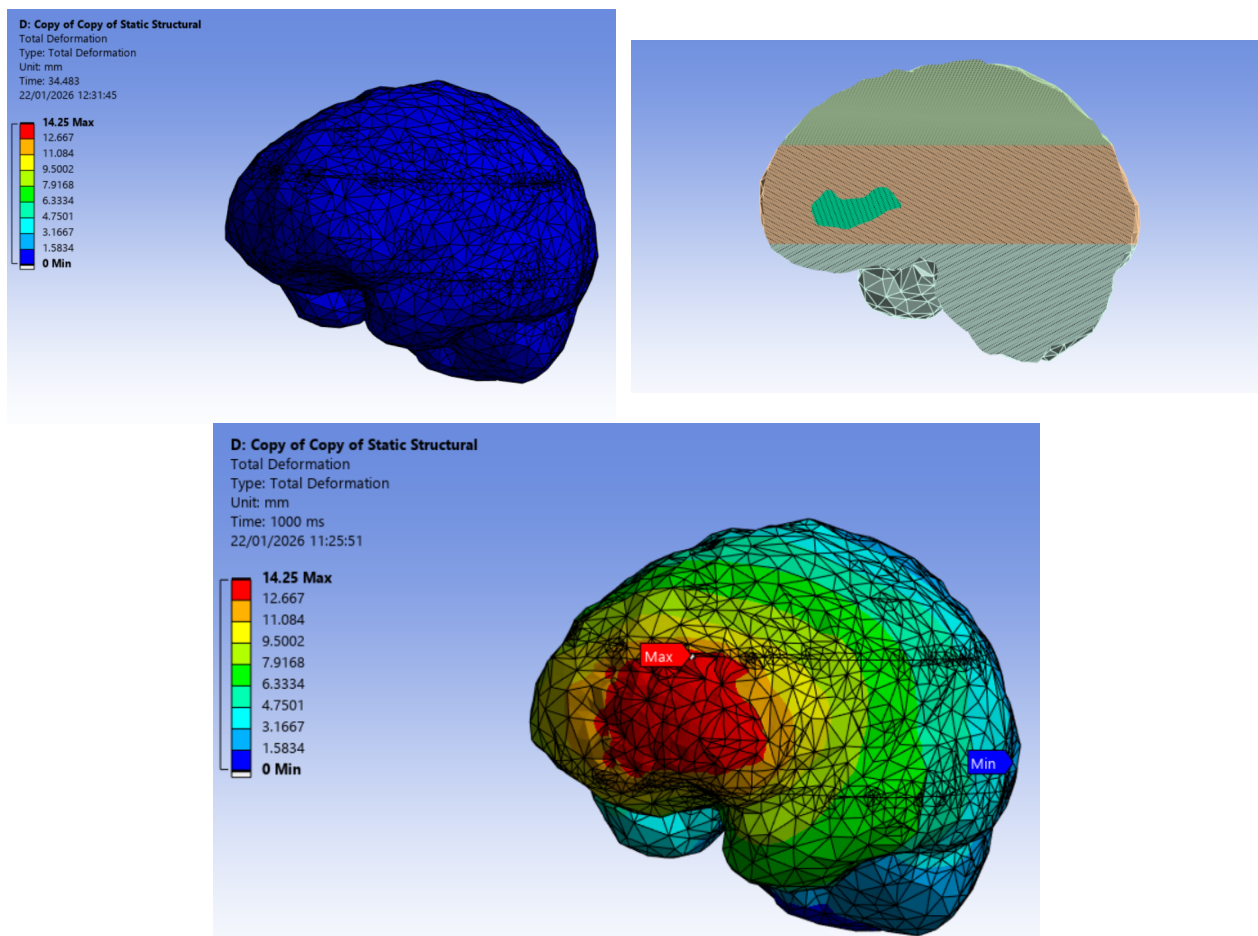 D: Copy of Copy of Static Structural
Total Deformation
Type: Total Deformation
Unit: mm
Time: 34.483
22/01/2026 12:31:45
14.25 Max
12.667
11.084
9.5002
7.9168
6.3334
4.7501
3.1667
1.5834
0 Min
D: Copy of Copy of Static Structural
Total Deformation
Type: Total Deformation
Unit: mm
Time: 1000 ms
22/01/2026 11:25:51
14.25 Max
12.667
11.084
9.5002
7.9168
6.3334
4.7501
3.1667
1.5834
0 Min
Max
Min